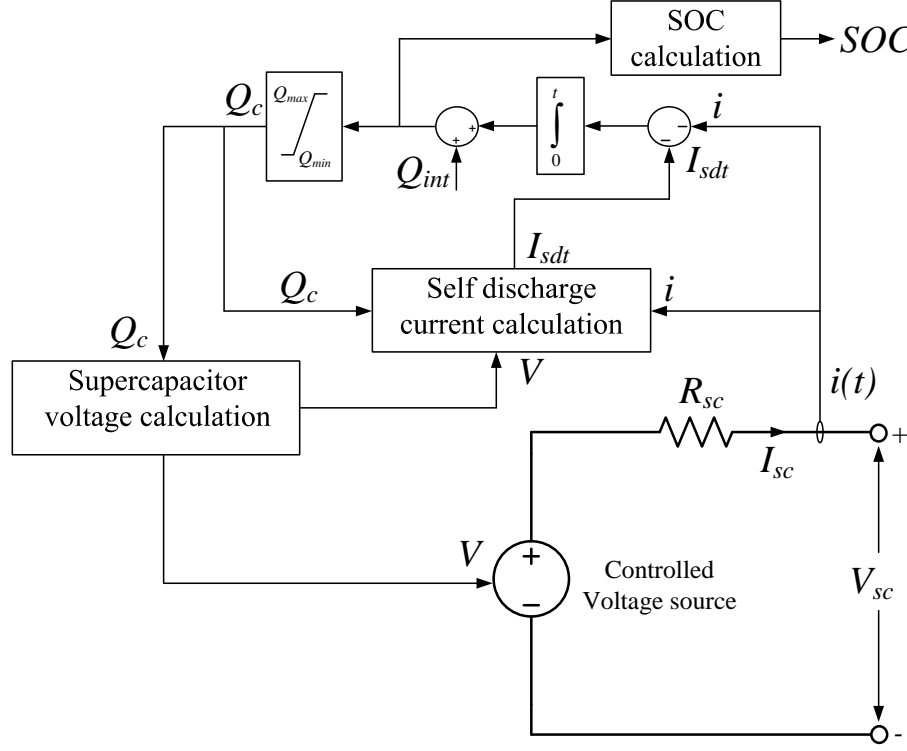 SOC
calculation
SOC
Q_c
Q_max
Q_min
t
∫
0
+
+
Q_int
−
−
i
I_sdt
I_sdt
Q_c
Self discharge
current calculation
i
Q_c
V
Supercapacitor
voltage calculation
R_sc
i(t)
I_sc
+
V
+
−
Controlled
Voltage source
V_sc
-